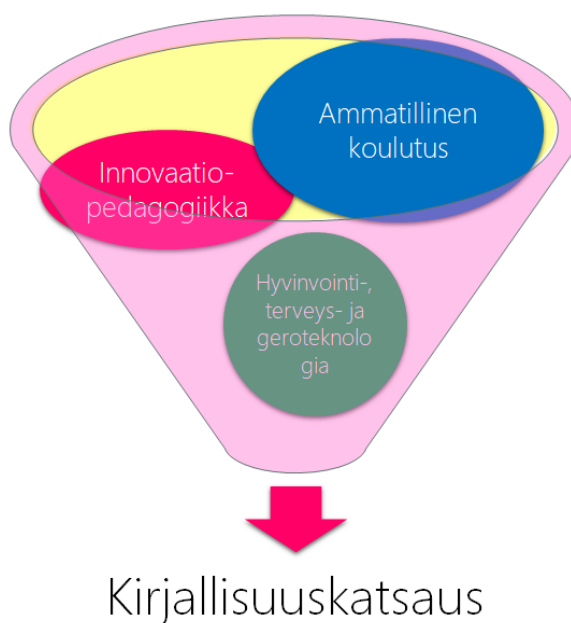 Ammatillinen
koulutus
Innovaatio-
pedagogiikka
Hyvinvointi-,
terveys- ja
geroteknolo
gia
Kirjallisuuskatsaus